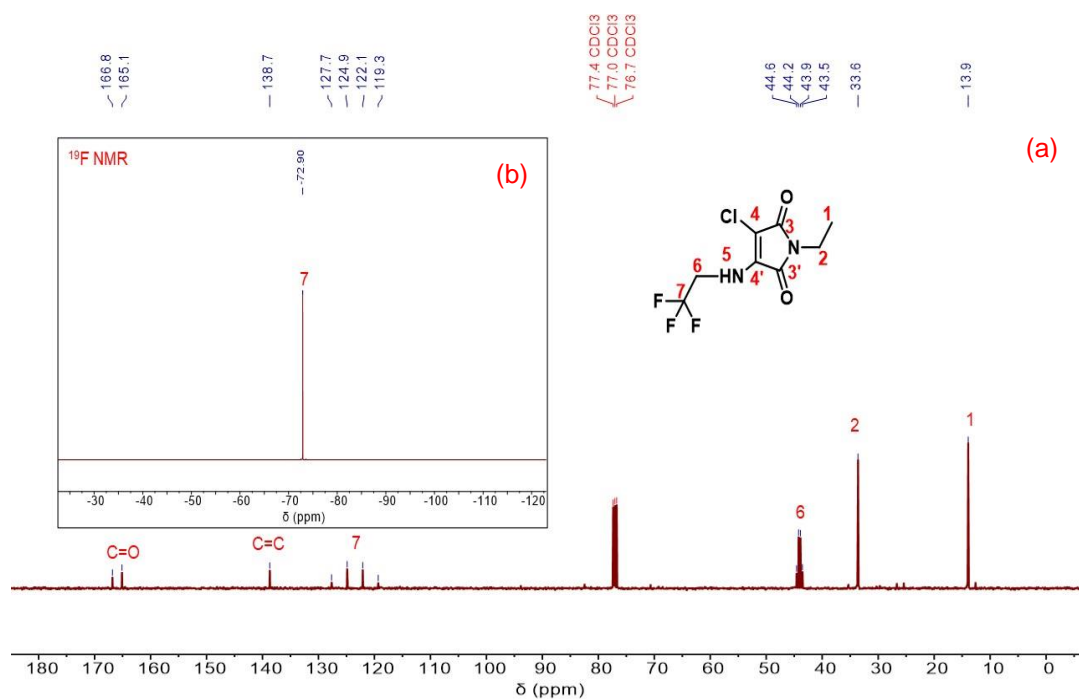 166.8
165.1
138.7
127.7
124.9
122.1
119.3
77.4 CDCl3
77.0 CDCl3
76.7 CDCl3
44.6
44.2
43.9
43.5
33.6
13.9
(a)
19F NMR
-72.90
(b)
7
-30 -40 -50 -60 -70 -80 -90 -100 -110 -120
δ (ppm)
O
Cl 4 3 1
N 2
6 5
HN 4' 3'
7 O
F
F F
C=O C=C 7 6 2 1
180 170 160 150 140 130 120 110 100 90 80 70 60 50 40 30 20 10 0
δ (ppm)